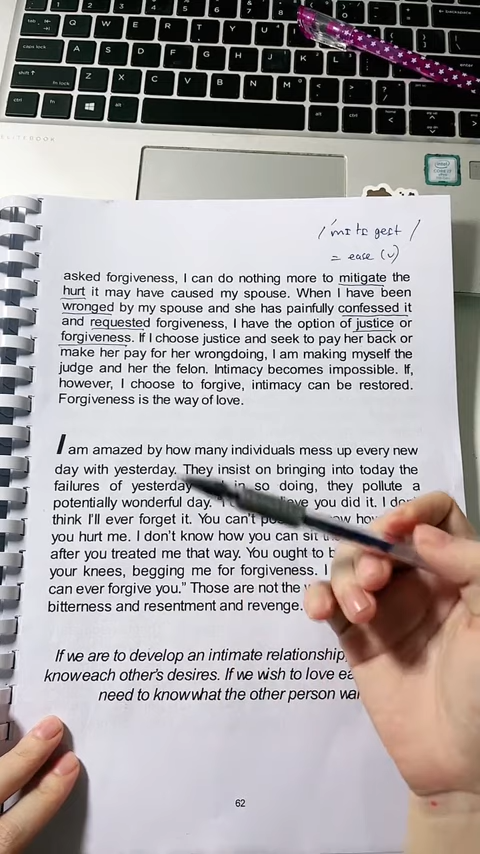 /ˈmɪtɪgeɪt/
= ease (v)
asked forgiveness, I can do nothing more to mitigate the
hurt it may have caused my spouse. When I have been
wronged by my spouse and she has painfully confessed it
and requested forgiveness, I have the option of justice or
forgiveness. If I choose justice and seek to pay her back or
make her pay for her wrongdoing, I am making myself the
judge and her the felon. Intimacy becomes impossible. If,
however, I choose to forgive, intimacy can be restored.
Forgiveness is the way of love.
I am amazed by how many individuals mess up every new
day with yesterday. They insist on bringing into today the
failures of yesterday in so doing, they pollute a
potentially wonderful day. you did it. I don't
think I'll ever forget it. You can't
you hurt me. I don't know how you can sit
after you treated me that way. You ought to
your knees, begging me for forgiveness. I
can ever forgive you." Those are not the
bitterness and resentment and revenge.
If we are to develop an intimate relationship,
know each other's desires. If we wish to love
need to know what the other person
62